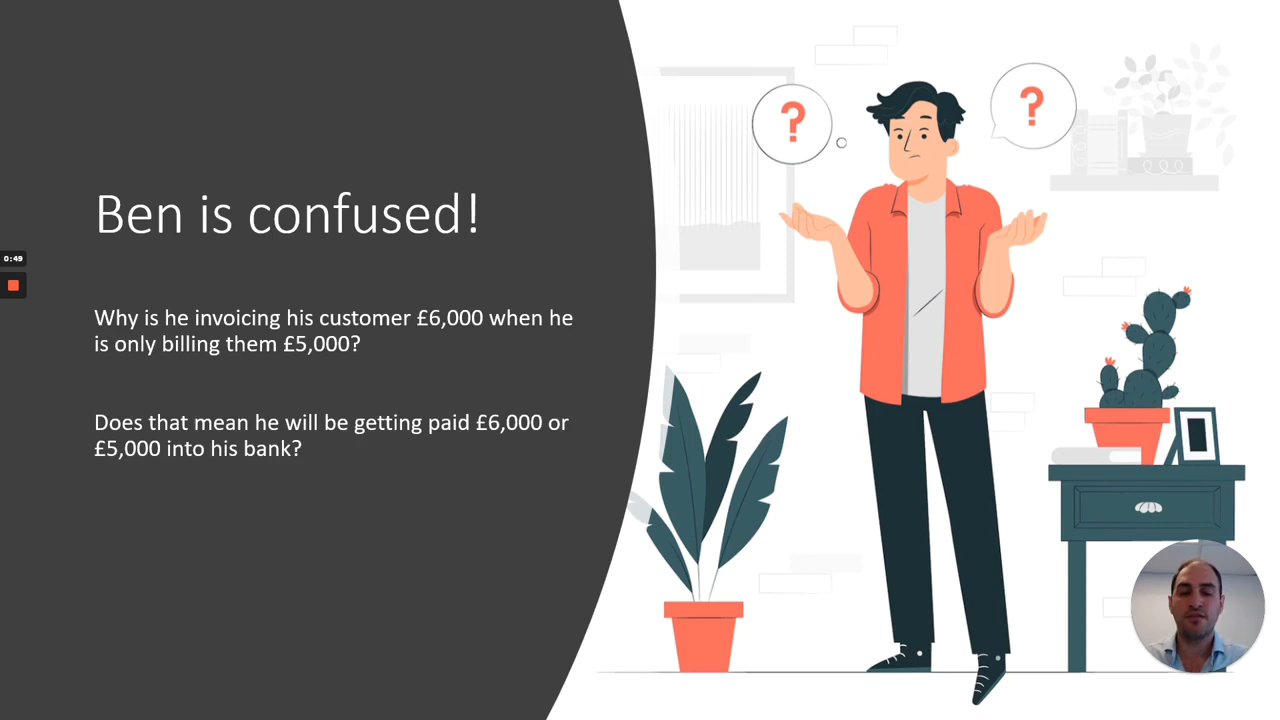 Ben is confused!
0:49
Why is he invoicing his customer £6,000 when he
is only billing them £5,000?
Does that mean he will be getting paid £6,000 or
£5,000 into his bank?
?
?